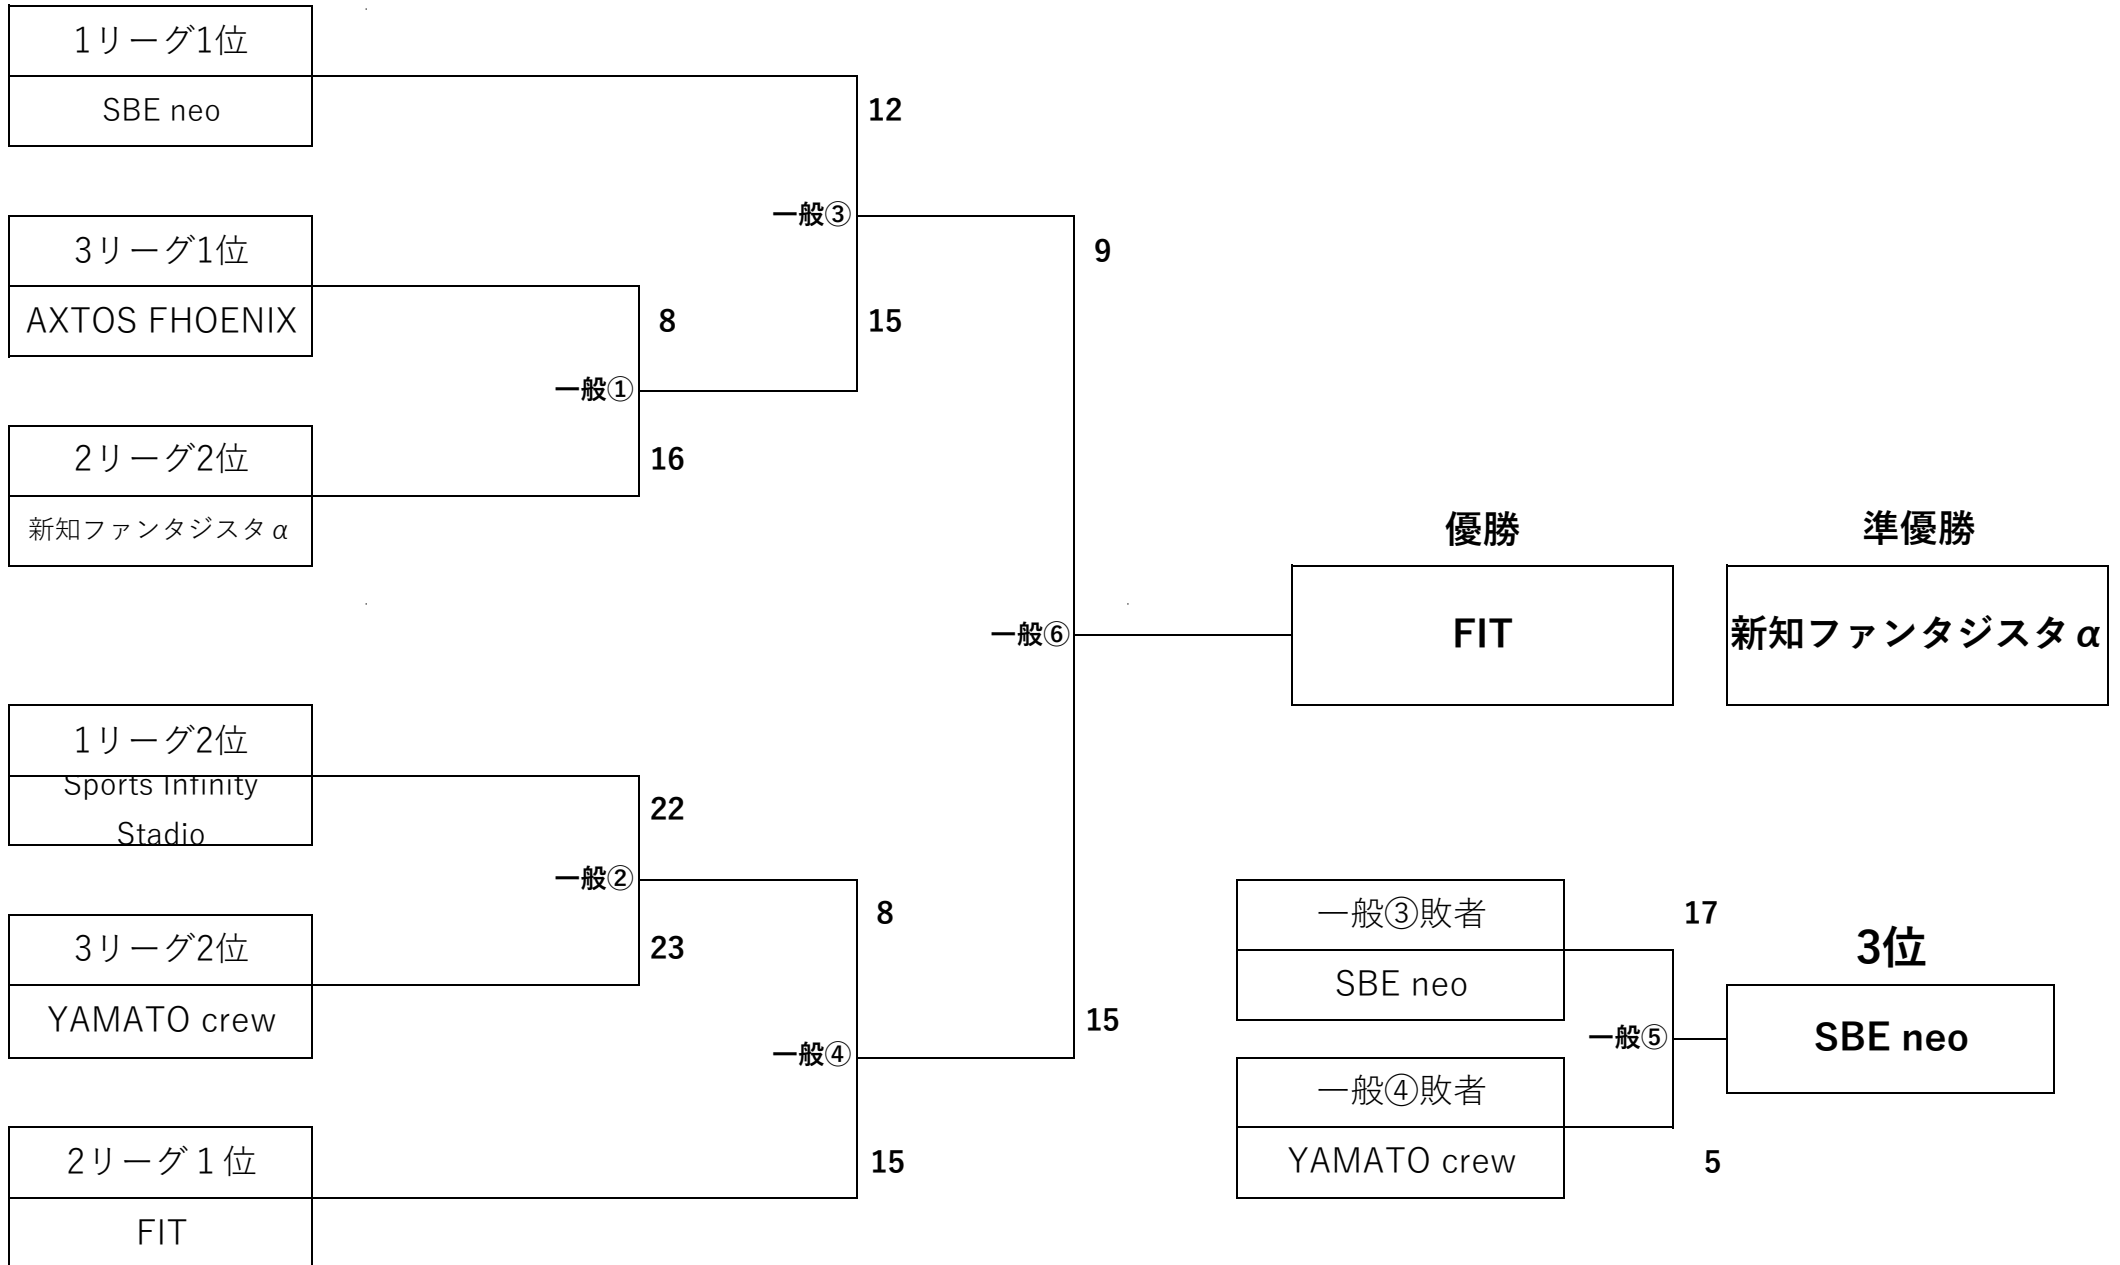 1リーグ1位
SBE neo
12
一般③
3リーグ1位
9
AXTOS FHOENIX
8
15
一般①
2リーグ2位
16
新知ファンタジスタα
優勝
準優勝
一般⑥
FIT
新知ファンタジスタα
1リーグ2位
Sports Infinity
Stadio
22
一般②
8
一般③敗者
17
3リーグ2位
23
3位
SBE neo
YAMATO crew
15
一般⑤
SBE neo
一般④
一般④敗者
2リーグ１位
15
YAMATO crew
5
FIT